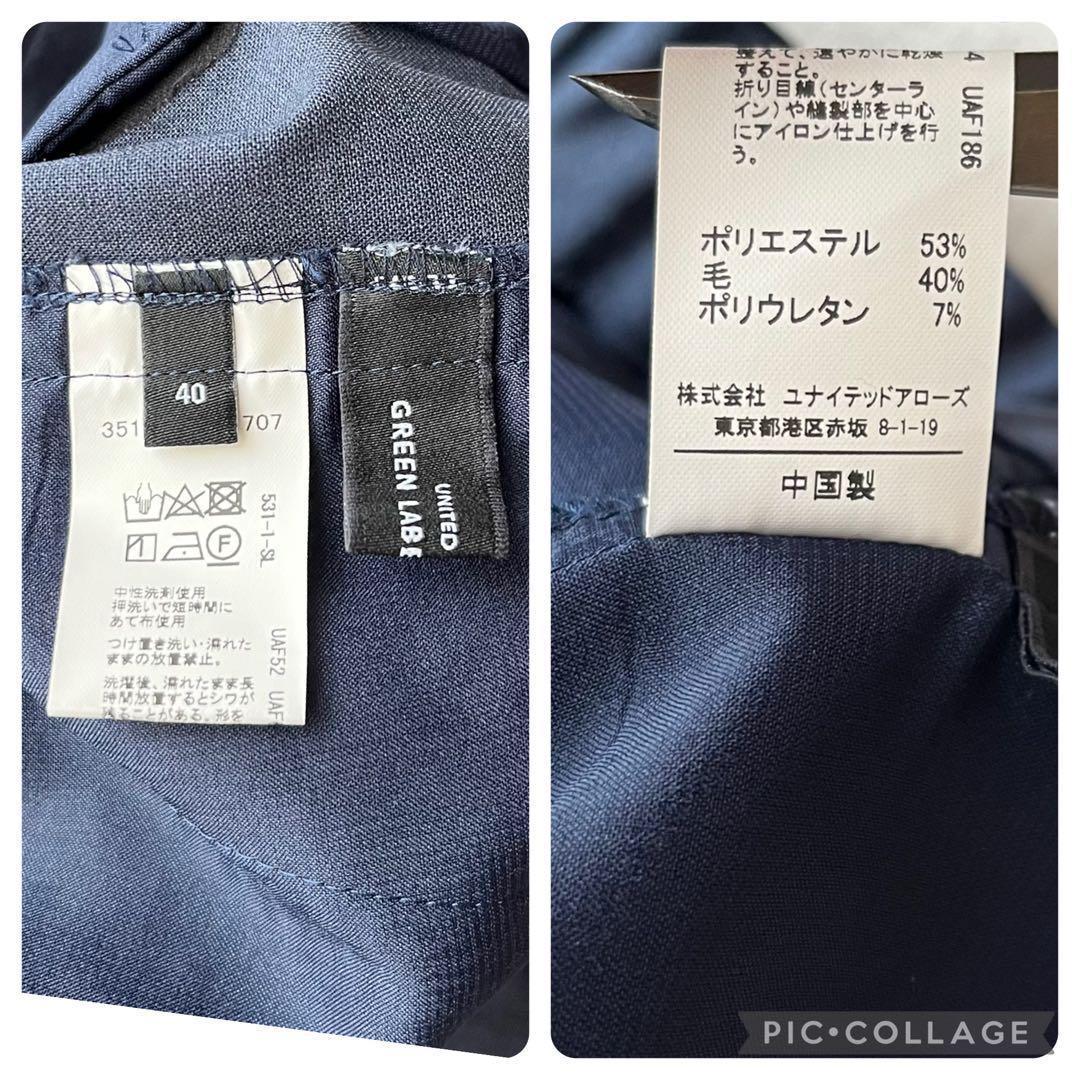 40
351
707
531-1-SL
F
中性洗剤使用
押洗いで短時間に
あて布使用
つけ置き洗い・濡れた
ままの放置禁止。
洗濯後、濡れたまま長
時間放置するとシワが
残ることがある。形を
UAF52 UAF
UNITED
GREEN LABE
整えて、速やかに乾燥
すること。
折り目線(センターラ
イン)や縫製部を中心
にアイロン仕上げを行
う。
4 UAF186
ポリエステル 53%
毛 40%
ポリウレタン 7%
株式会社 ユナイテッドアローズ
東京都港区赤坂 8-1-19
中国製
PIC•COLLAGE